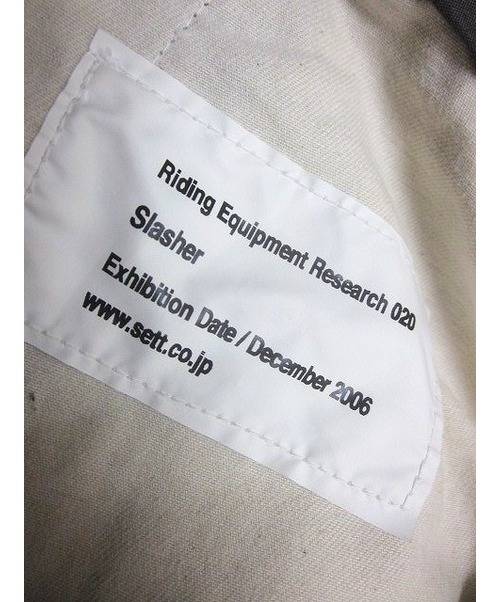 Riding Equipment Research 020
Slasher
Exhibition Date / December 2006
www.sett.co.jp